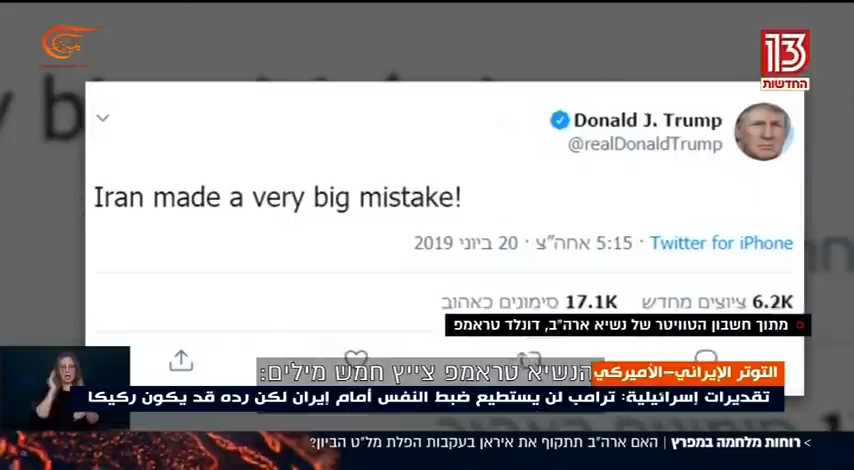 13
החדשות
Donald J. Trump
@realDonaldTrump
Iran made a very big mistake!
5:15 אחה"צ · 20 ביוני 2019 · Twitter for iPhone
6.2K ציוצים מחדש 17.1K סימונים כאהוב
מתוך חשבון הטוויטר של נשיא ארה"ב, דונלד טראמפ
הנשיא טראמפ צייץ חמש מילים:
التوتر الإيراني–الأميركي
تقديرات إسرائيلية: ترامب لن يستطيع ضبط النفس أمام إيران لكن رده قد يكون ركيكا
> רוחות מלחמה במפרץ | האם ארה"ב תתקוף את איראן בעקבות הפלת מל"ט הביון?